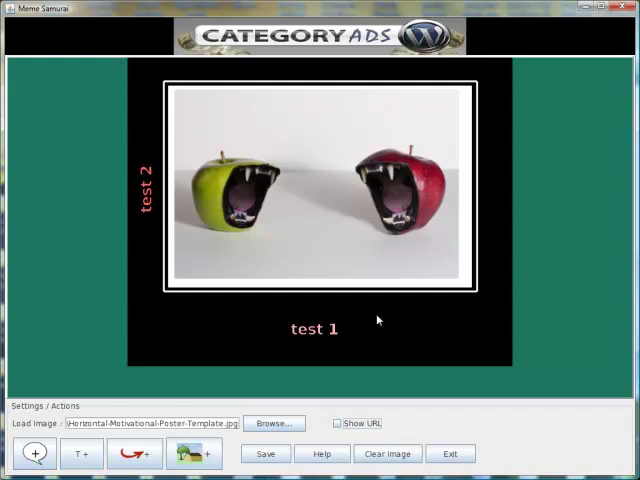 Meme Samurai
CATEGORY ADS W
test 2
test 1
Settings / Actions
Load Image : \Horizontal-Motivational-Poster-Template.jpg Browse... Show URL
+ T + + + Save Help Clear Image Exit